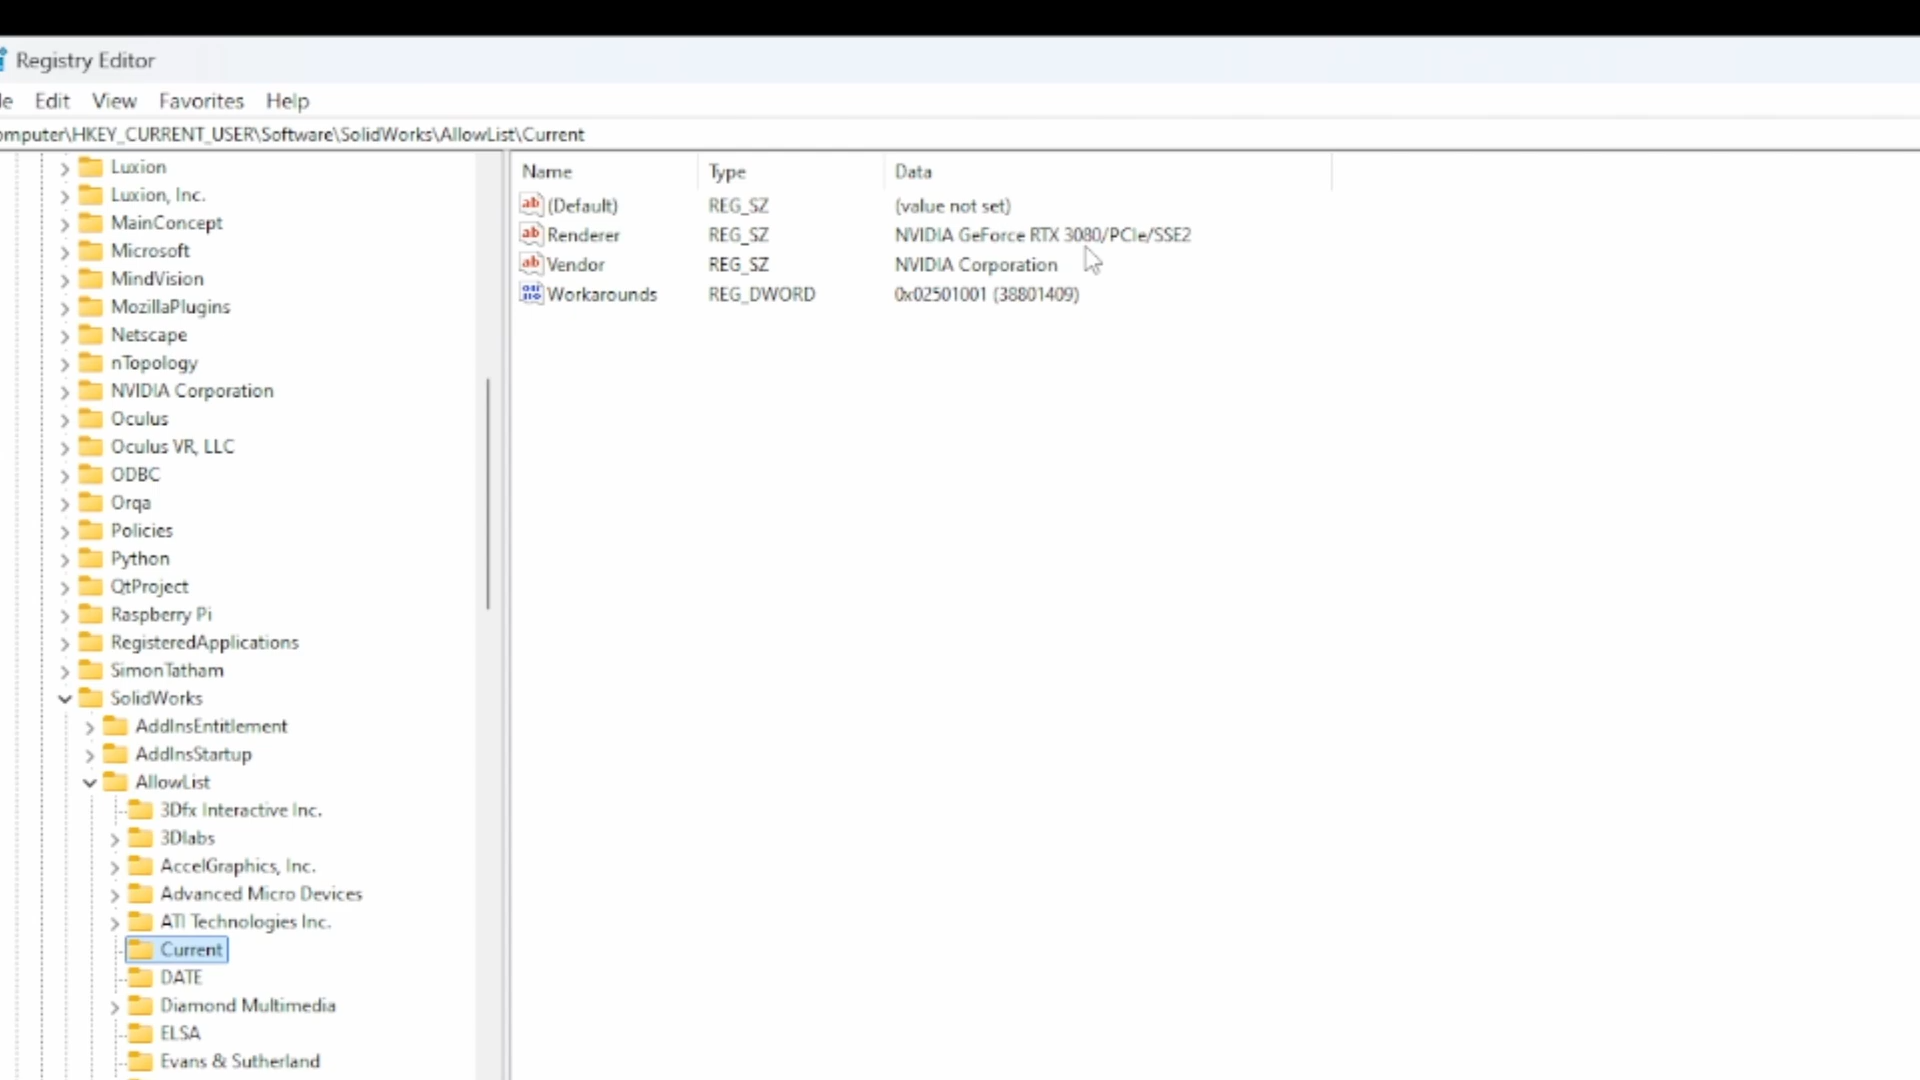 Registry Editor
le Edit View Favorites Help
omputer\HKEY_CURRENT_USER\Software\SolidWorks\AllowList\Current
Luxion
Luxion, Inc.
MainConcept
Microsoft
MindVision
MozillaPlugins
Netscape
nTopology
NVIDIA Corporation
Oculus
Oculus VR, LLC
ODBC
Orqa
Policies
Python
QtProject
Raspberry Pi
RegisteredApplications
SimonTatham
SolidWorks
AddInsEntitlement
AddInsStartup
AllowList
3Dfx Interactive Inc.
3Dlabs
AccelGraphics, Inc.
Advanced Micro Devices
ATI Technologies Inc.
Current
DATE
Diamond Multimedia
ELSA
Evans & Sutherland
Name Type Data
(Default) REG_SZ (value not set)
Renderer REG_SZ NVIDIA GeForce RTX 3080/PCIe/SSE2
Vendor REG_SZ NVIDIA Corporation
Workarounds REG_DWORD 0x02501001 (38801409)